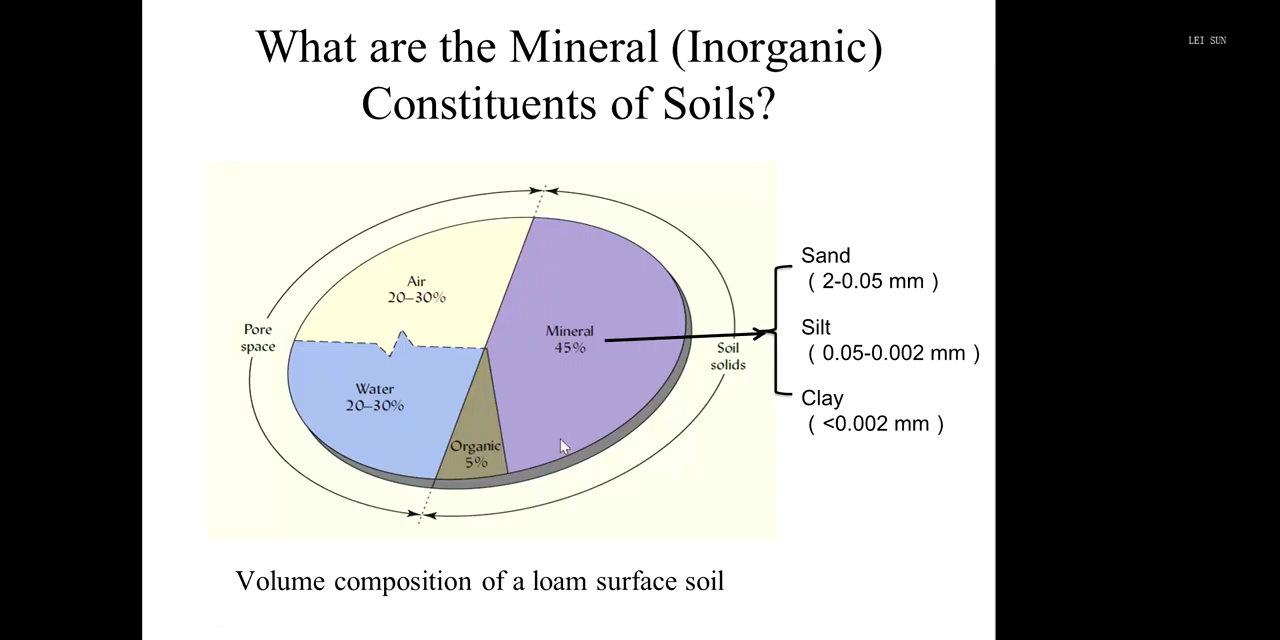 What are the Mineral (Inorganic)
Constituents of Soils?
LEI SUN
Air
20–30%
Pore
space
Mineral
45%
Soil
solids
Water
20–30%
Organic
5%
Sand
( 2-0.05 mm )
Silt
( 0.05-0.002 mm )
Clay
( <0.002 mm )
Volume composition of a loam surface soil